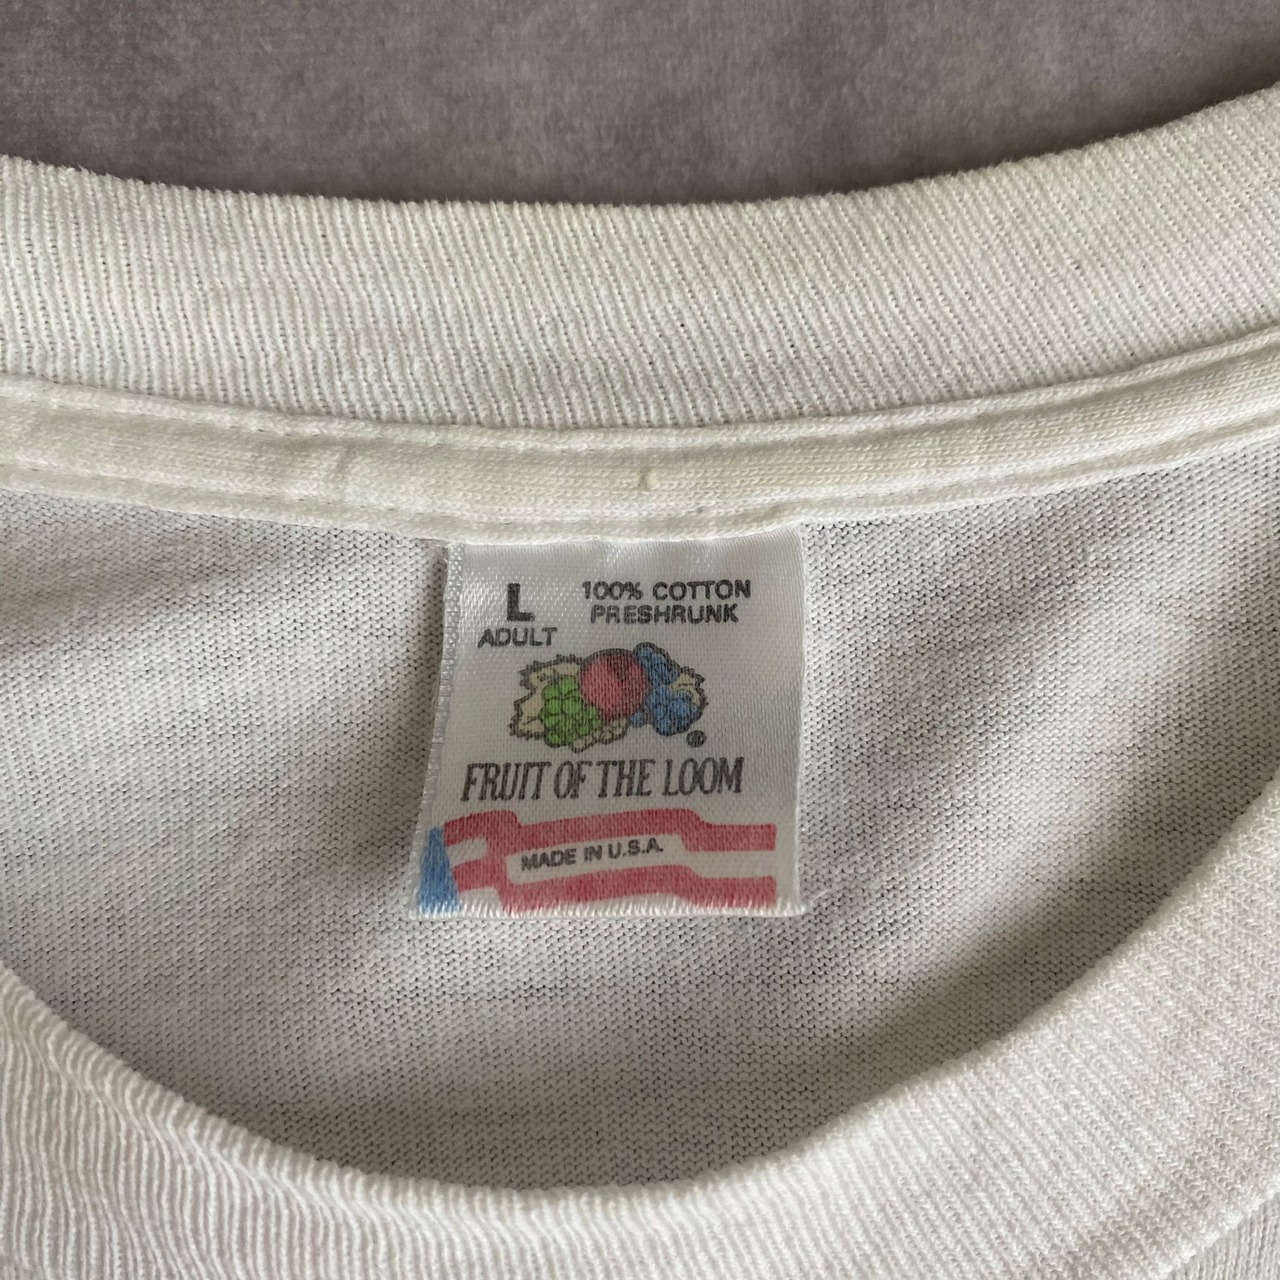 L
ADULT
100% COTTON
PRESHRUNK
®
FRUIT OF THE LOOM
MADE IN U.S.A.